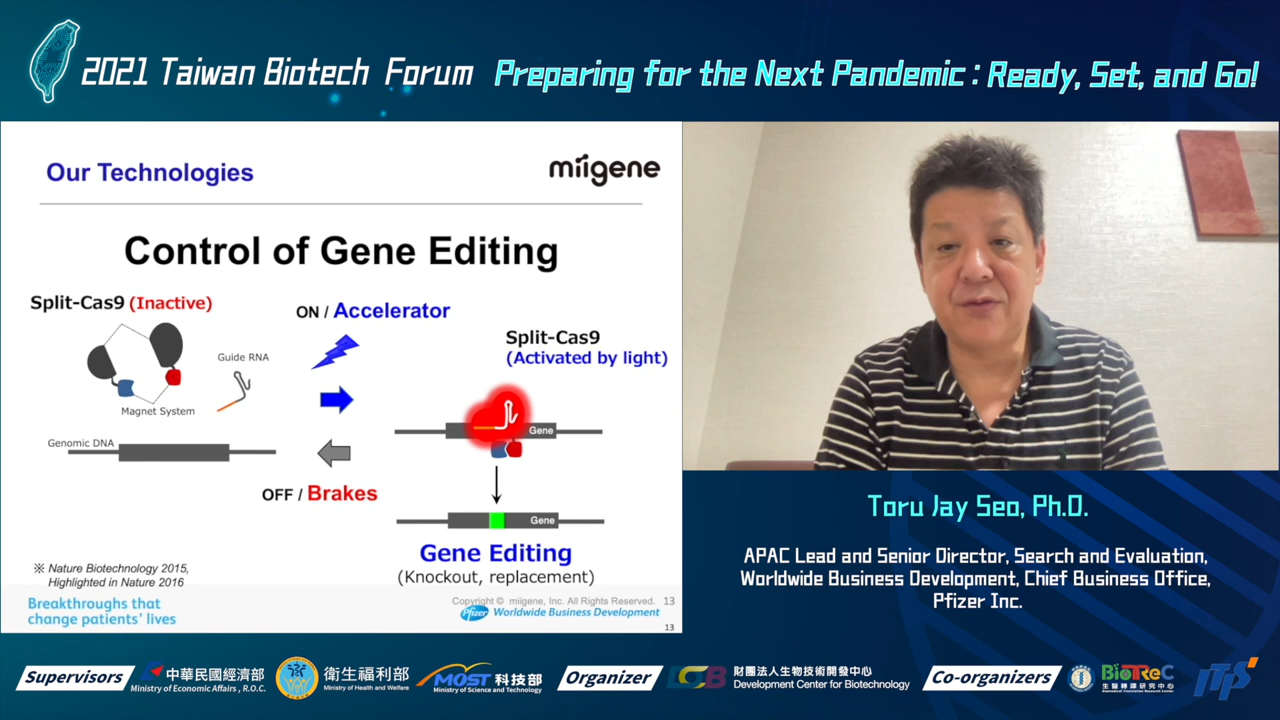 2021 Taiwan Biotech Forum Preparing for the Next Pandemic : Ready, Set, and Go!
Our Technologies
miigene
Control of Gene Editing
Split-Cas9 (Inactive)
Guide RNA
Magnet System
Genomic DNA
ON / Accelerator
OFF / Brakes
Split-Cas9
(Activated by light)
Gene
Gene
Gene Editing
(Knockout, replacement)
※ Nature Biotechnology 2015,
Highlighted in Nature 2016
Breakthroughs that
change patients' lives
Copyright © miigene, Inc. All Rights Reserved. 13
Pfizer Worldwide Business Development
13
Toru Jay Seo, Ph.D.
APAC Lead and Senior Director, Search and Evaluation,
Worldwide Business Development, Chief Business Office,
Pfizer Inc.
Supervisors
中華民國經濟部
Ministry of Economic Affairs , R.O.C.
衛生福利部
Ministry of Health and Welfare
MOST 科技部
Ministry of Science and Technology
Organizer
DCB
財團法人生物技術開發中心
Development Center for Biotechnology
Co-organizers
BioTReC
生醫轉譯研究中心
Biomedical Translation Research Center
ITIS